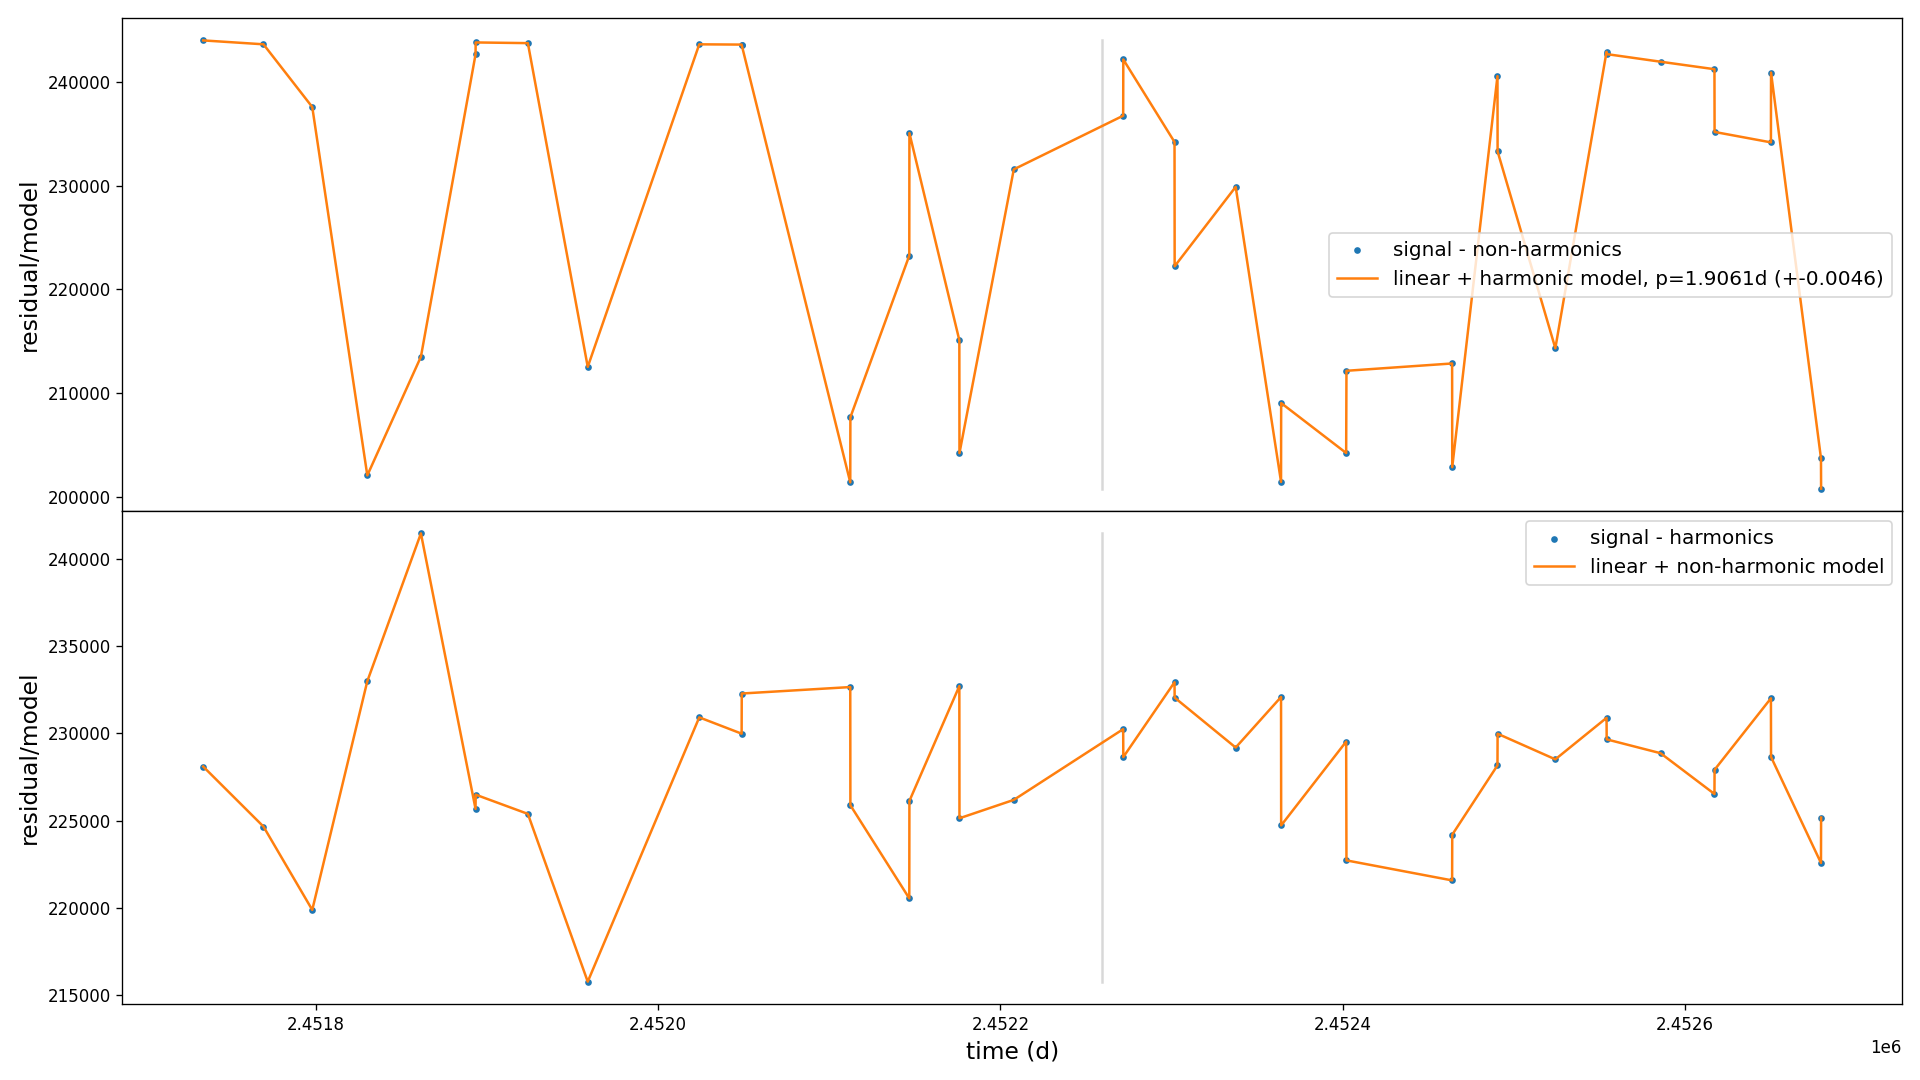 240000
230000
220000
210000
200000
residual/model
signal - non-harmonics
linear + harmonic model, p=1.9061d (+-0.0046)
240000
235000
230000
225000
220000
215000
residual/model
signal - harmonics
linear + non-harmonic model
2.4518 2.4520 2.4522 2.4524 2.4526
1e6
time (d)